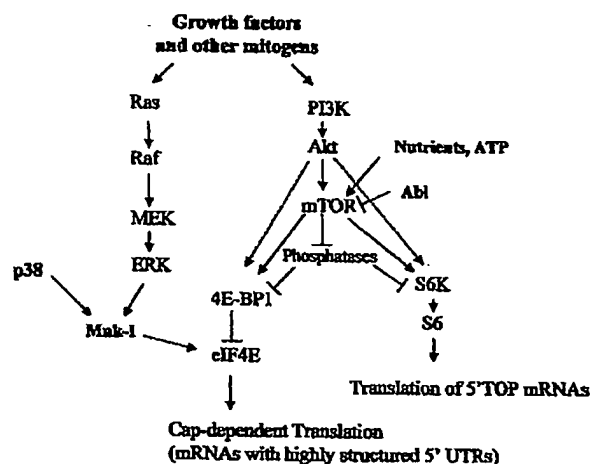 Growth factors
and other mitogens
Ras
PI3K
Raf
Akt
Nutrients, ATP
mTOR
Abl
MEK
Phosphatases
p38
ERK
4E-BP1
S6K
Mnk-1
eIF4E
S6
Translation of 5'TOP mRNAs
Cap-dependent Translation
(mRNAs with highly structured 5' UTRs)